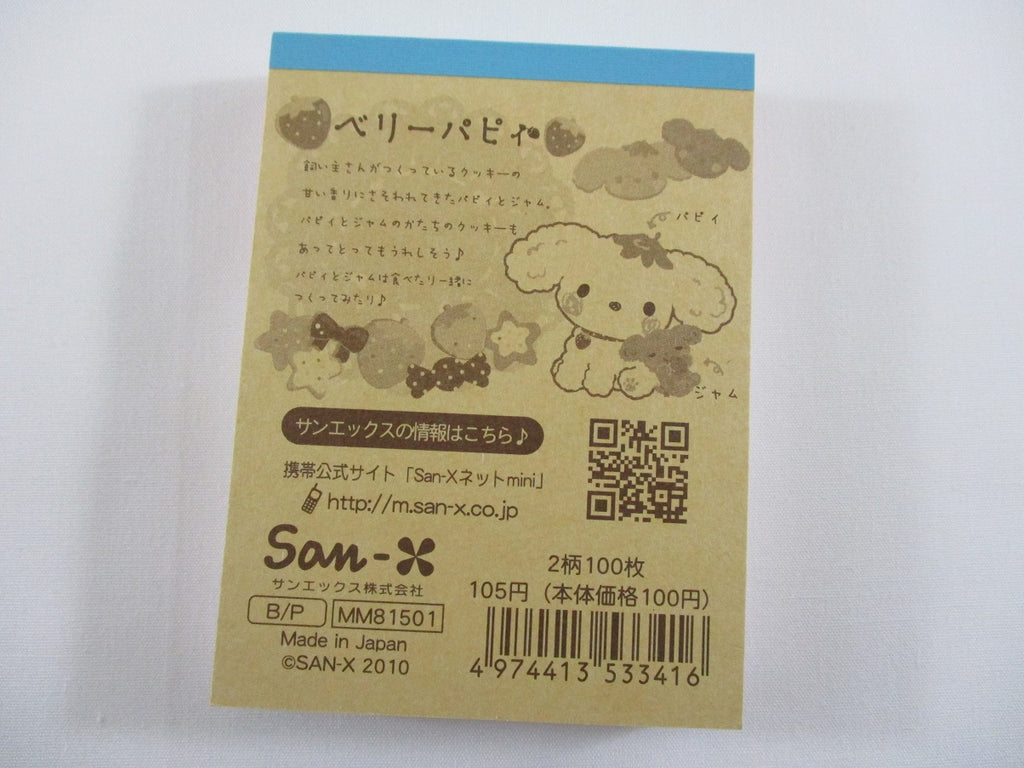 ベリーパピィ
飼い主さんがつくっているクッキーの
甘い香りにさそわれてきたパピィとジャム。
パピィとジャムのかたちのクッキーも
あってとってもうれしそう♪
パピィとジャムは食べたり一緒に
つくってみたり♪
パピィ
ジャム
サンエックスの情報はこちら♪
携帯公式サイト「San-Xネットmini」
http://m.san-x.co.jp
San-X
サンエックス株式会社
B/P MM81501
Made in Japan
©SAN-X 2010
2柄100枚
105円（本体価格100円）
4 974413 533416